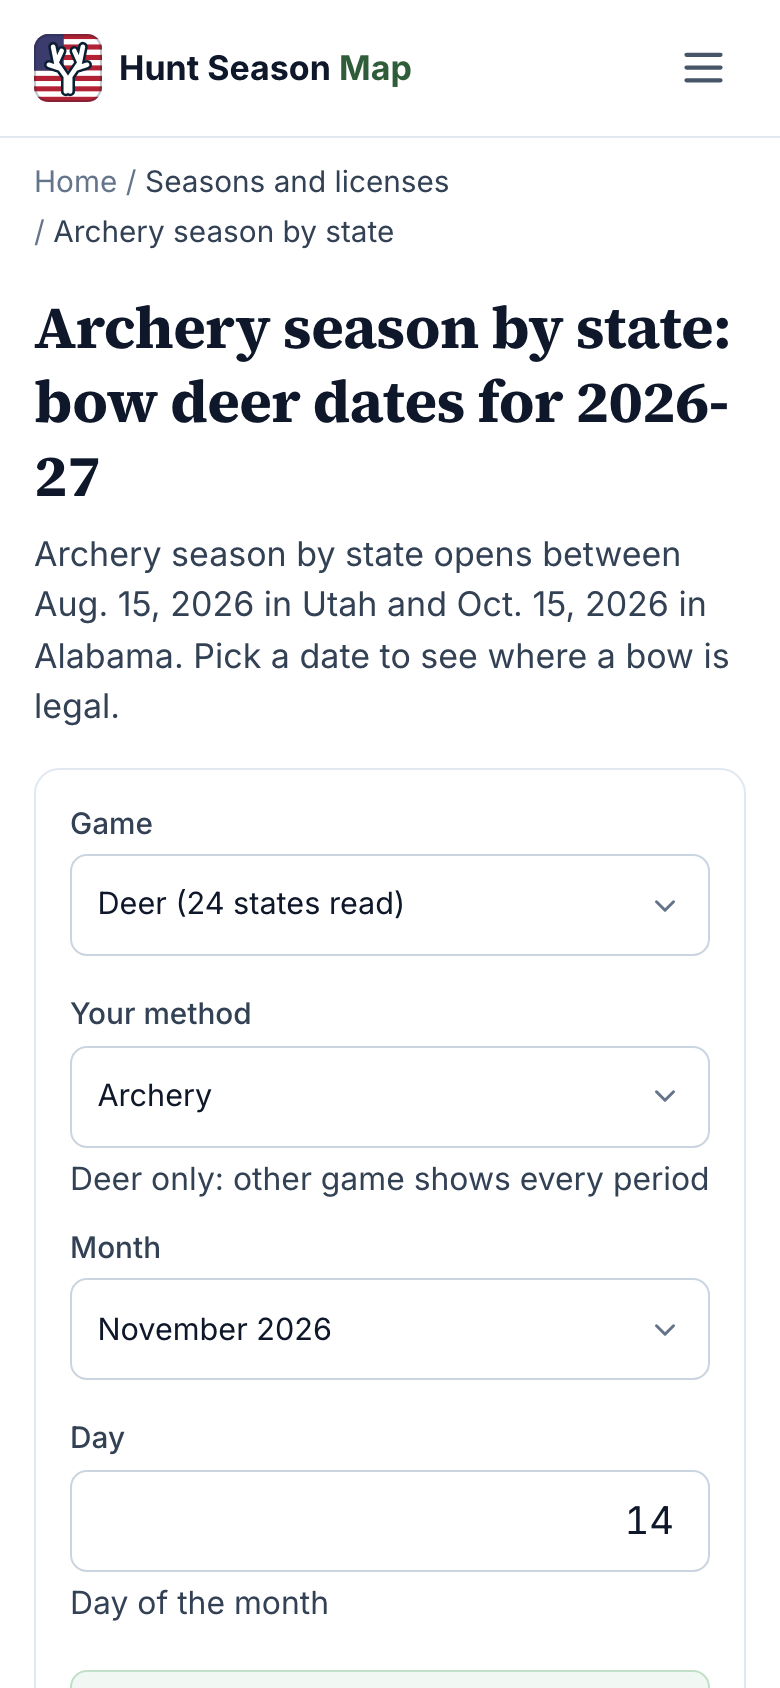 Hunt Season Map
Home / Seasons and licenses
/ Archery season by state
Archery season by state:
bow deer dates for 2026-
27
Archery season by state opens between
Aug. 15, 2026 in Utah and Oct. 15, 2026 in
Alabama. Pick a date to see where a bow is
legal.
Game
Deer (24 states read)
Your method
Archery
Deer only: other game shows every period
Month
November 2026
Day
14
Day of the month